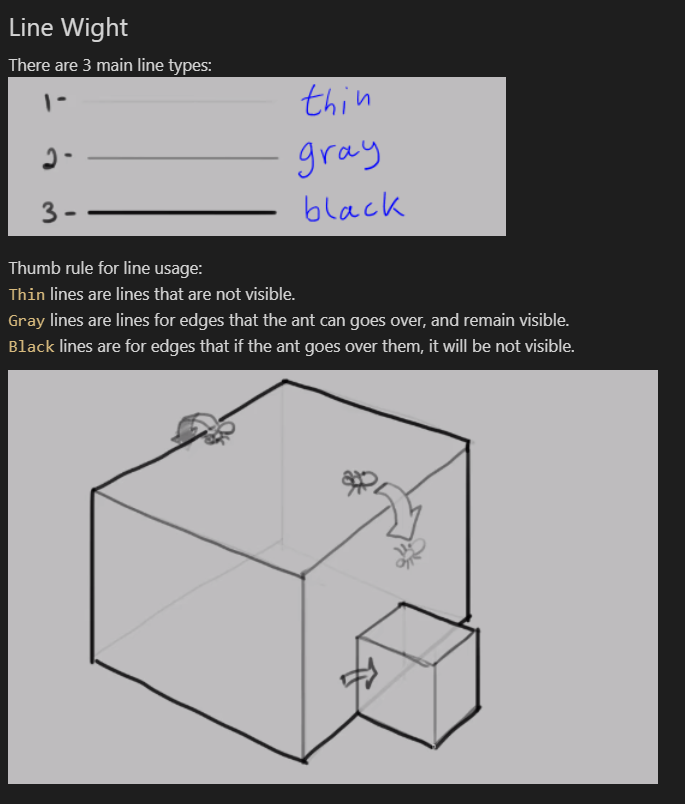 Line Wight
There are 3 main line types:
1- thin
2- gray
3- black
Thumb rule for line usage:
Thin lines are lines that are not visible.
Gray lines are lines for edges that the ant can goes over, and remain visible.
Black lines are for edges that if the ant goes over them, it will be not visible.